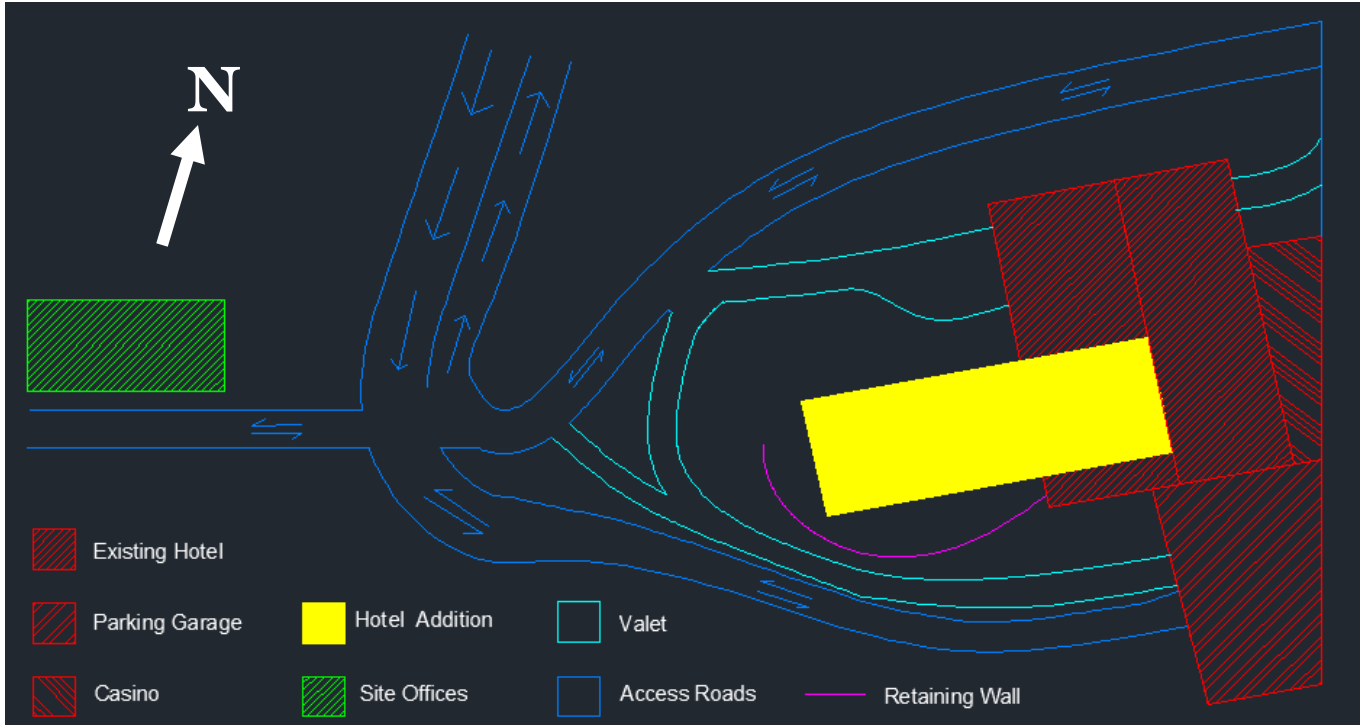 N
Existing Hotel
Parking Garage
Hotel Addition
Valet
Casino
Site Offices
Access Roads
Retaining Wall